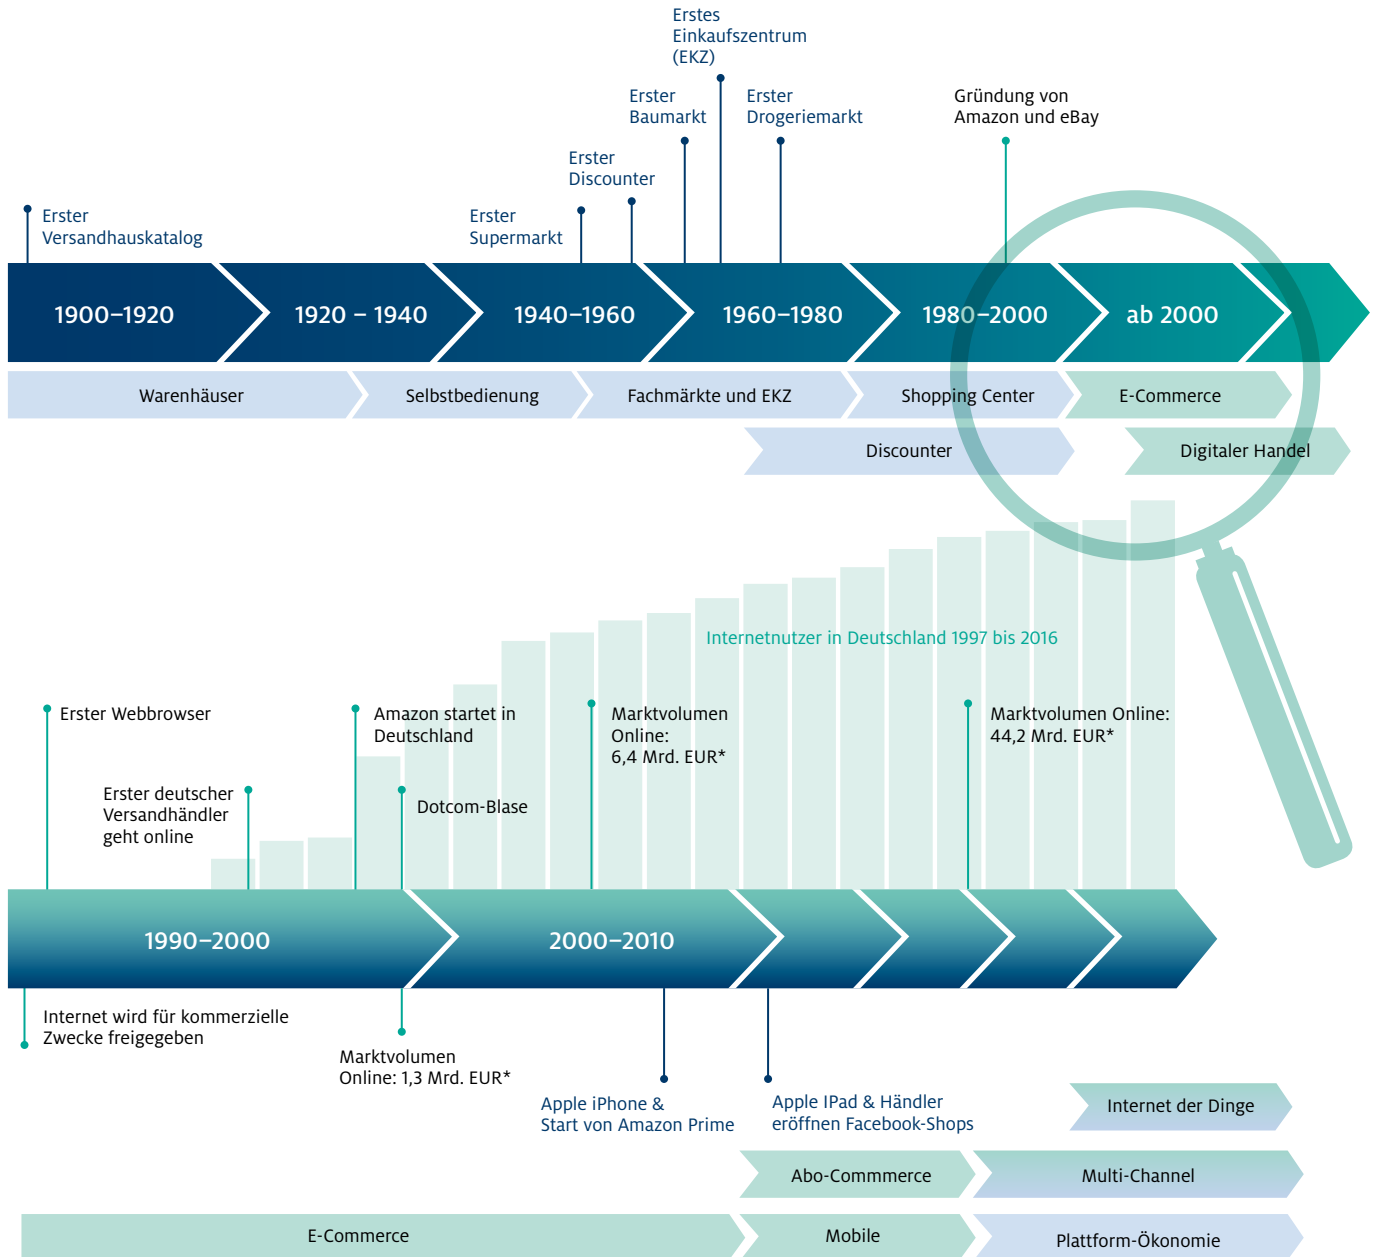 Erstes
Einkaufszentrum
(EKZ)
Erster
Baumarkt
Erster
Drogeriemarkt
Gründung von
Amazon und eBay
Erster
Discounter
Erster
Versandhauskatalog
Erster
Supermarkt
1900–1920
1920 – 1940
1940–1960
1960–1980
1980–2000
ab 2000
Warenhäuser
Selbstbedienung
Fachmärkte und EKZ
Shopping Center
E-Commerce
Discounter
Digitaler Handel
Internetnutzer in Deutschland 1997 bis 2016
Erster Webbrowser
Amazon startet in
Deutschland
Marktvolumen
Online:
6,4 Mrd. EUR*
Marktvolumen Online:
44,2 Mrd. EUR*
Erster deutscher
Versandhändler
geht online
Dotcom-Blase
1990–2000
2000–2010
Internet wird für kommerzielle
Zwecke freigegeben
Marktvolumen
Online: 1,3 Mrd. EUR*
Apple iPhone &
Start von Amazon Prime
Apple IPad & Händler
eröffnen Facebook-Shops
Internet der Dinge
Abo-Commmerce
Multi-Channel
E-Commerce
Mobile
Plattform-Ökonomie